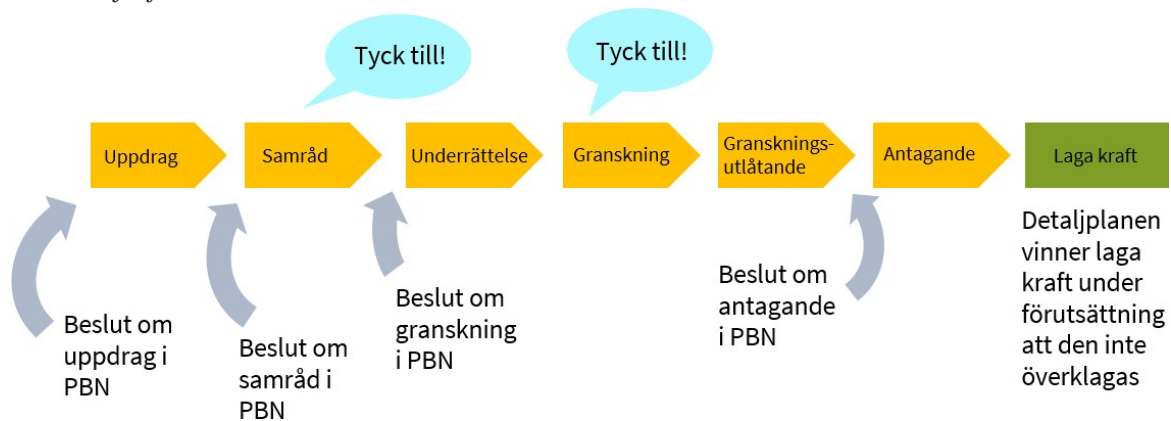 Tyck till!
Tyck till!
Uppdrag
Samråd
Underrättelse
Granskning
Gransknings-
utlåtande
Antagande
Laga kraft
Beslut om
uppdrag i
PBN
Beslut om
samråd i
PBN
Beslut om
granskning
i PBN
Beslut om
antagande
i PBN
Detaljplanen
vinner laga
kraft under
förutsättning
att den inte
överklagas